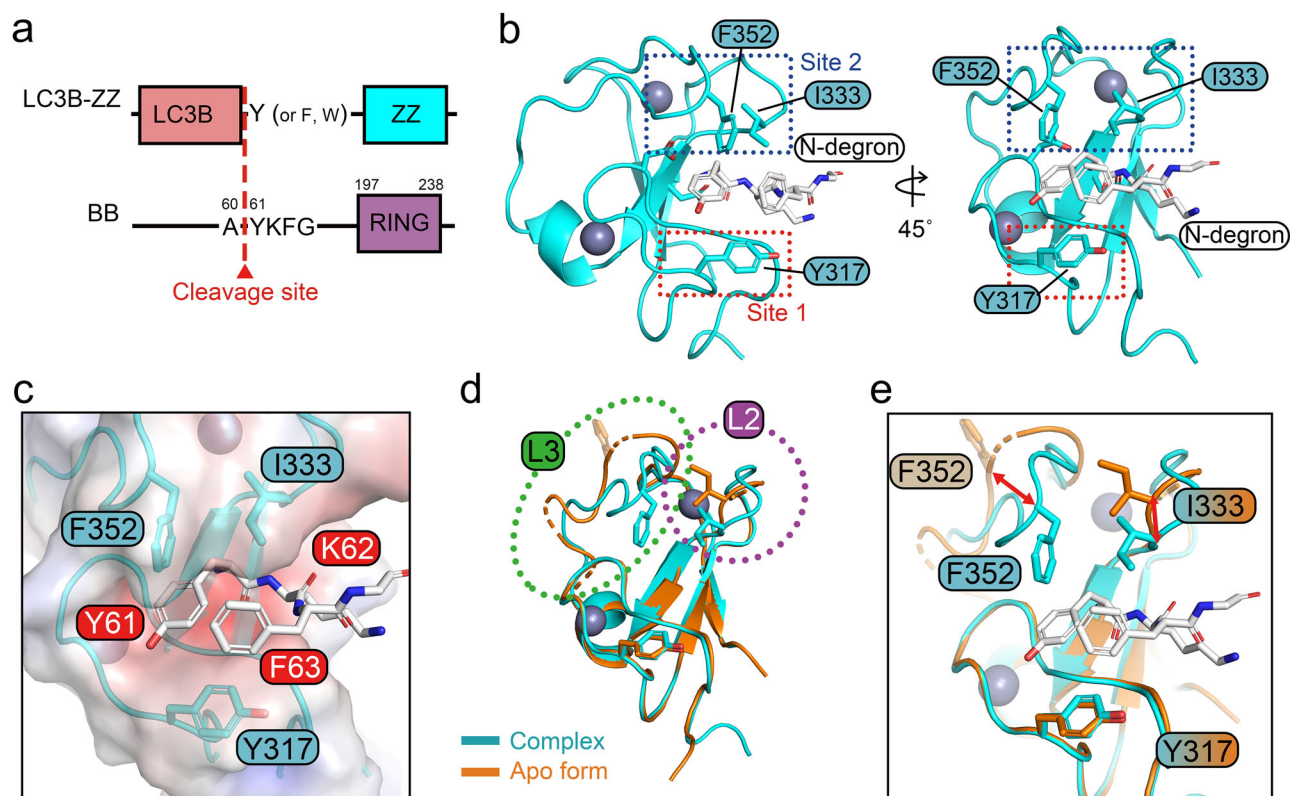 a
LC3B-ZZ
LC3B
Y (or F, W)
ZZ
BB
60
61
A
YKFG
197
238
RING
Cleavage site
b
F352
Site 2
I333
N-degron
Y317
Site 1
45°
F352
I333
N-degron
Y317
c
I333
F352
K62
Y61
F63
Y317
d
L3
L2
Complex
Apo form
e
F352
I333
F352
Y317